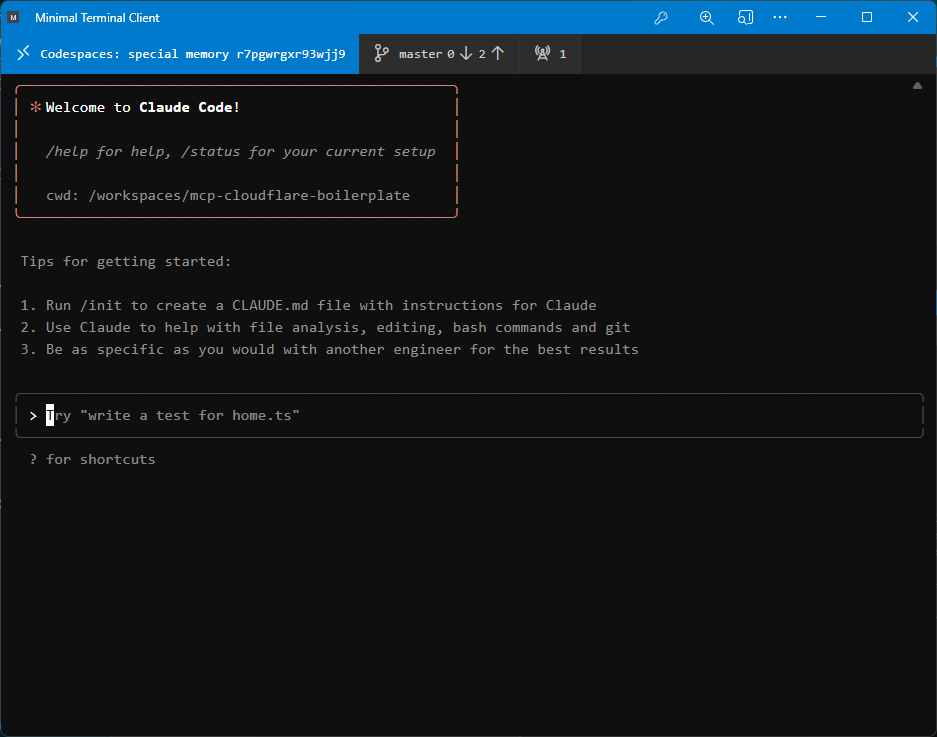 M Minimal Terminal Client
Codespaces: special memory r7pgwrgxr93wjj9 master 0 2 1
* Welcome to Claude Code!
/help for help, /status for your current setup
cwd: /workspaces/mcp-cloudflare-boilerplate
Tips for getting started:
1. Run /init to create a CLAUDE.md file with instructions for Claude
2. Use Claude to help with file analysis, editing, bash commands and git
3. Be as specific as you would with another engineer for the best results
> Try "write a test for home.ts"
? for shortcuts